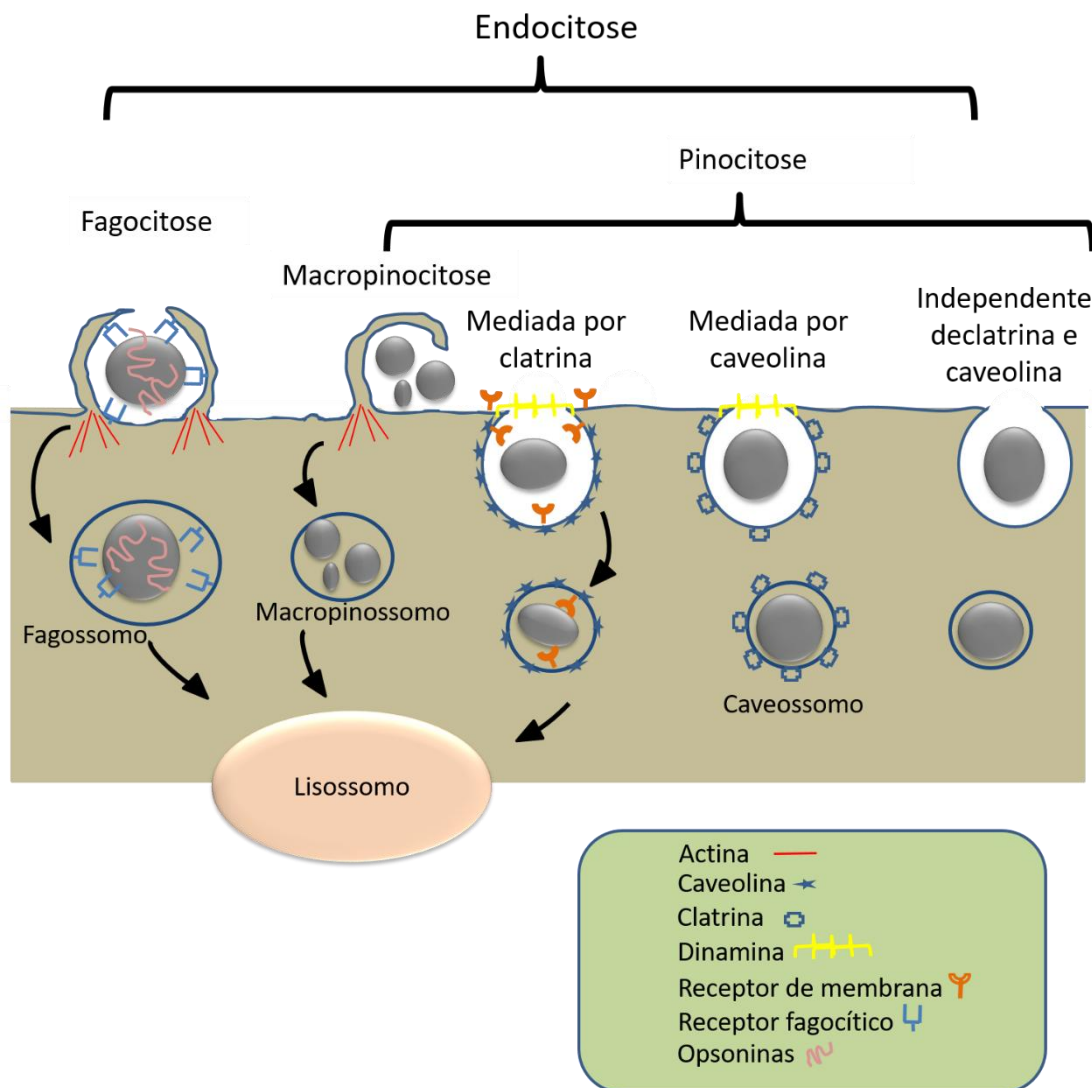 Endocitose
Pinocitose
Fagocitose
Macropinocitose
Mediada por
clatrina
Mediada por
caveolina
Independente
declatrina e
caveolina
Fagossomo
Macropinossomo
Caveossomo
Lisossomo
Actina
Caveolina
Clatrina
Dinamina
Receptor de membrana
Receptor fagocítico
Opsoninas